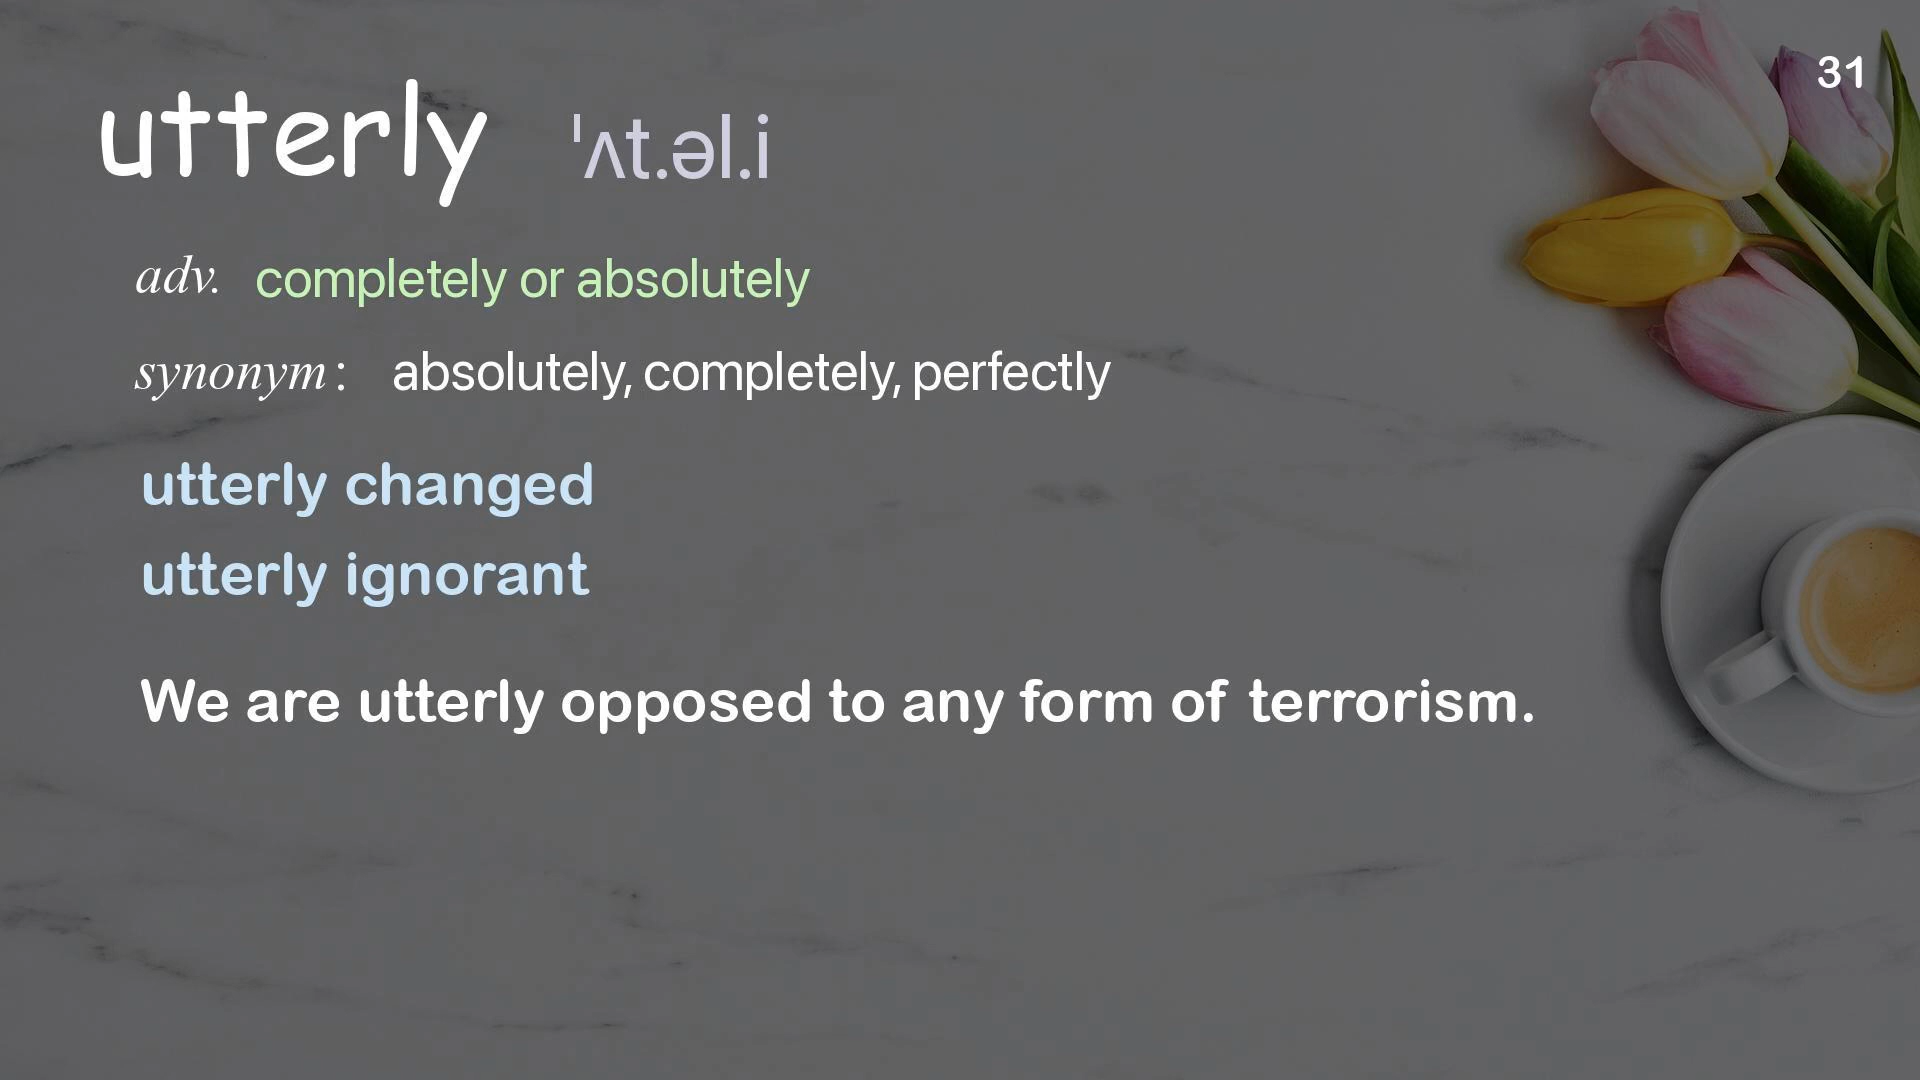 31
utterly ˈʌt.əl.i
adv. completely or absolutely
synonym : absolutely, completely, perfectly
utterly changed
utterly ignorant
We are utterly opposed to any form of terrorism.